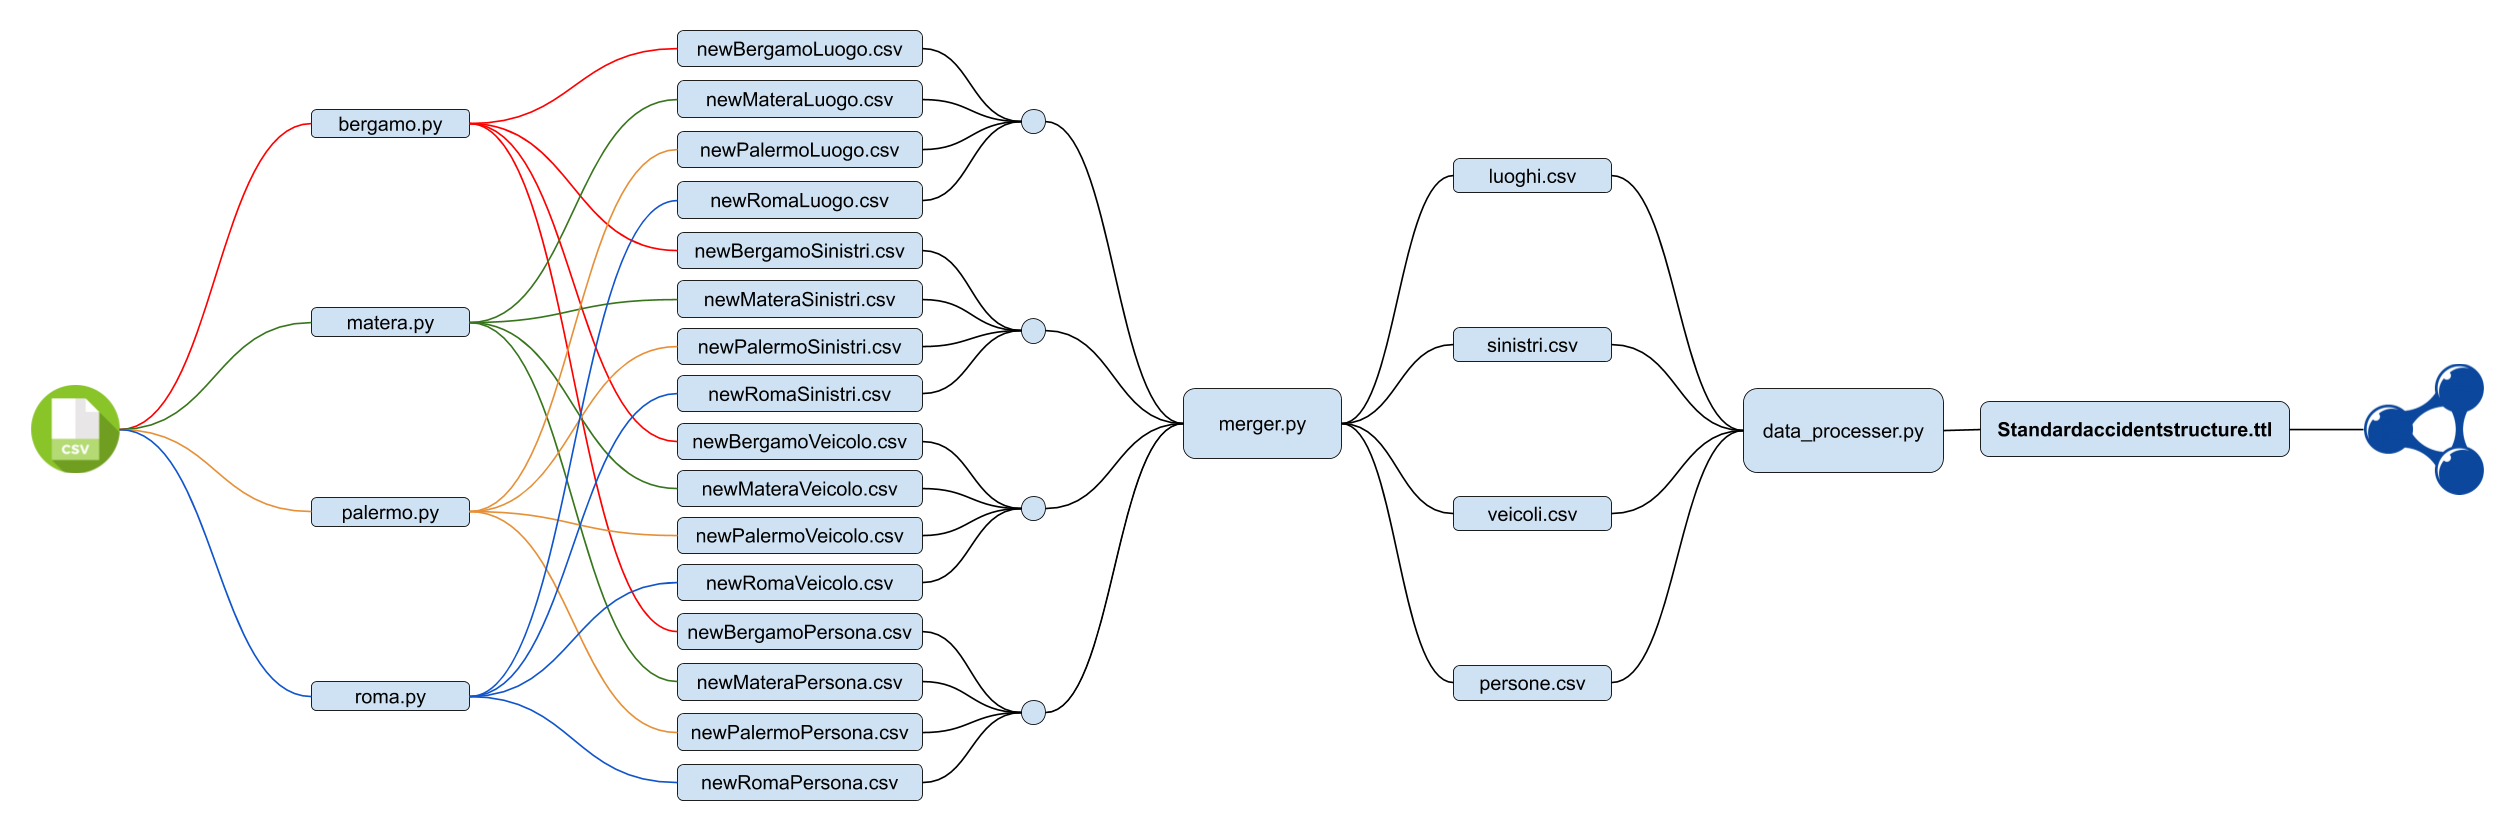 CSV
bergamo.py
matera.py
palermo.py
roma.py
newBergamoLuogo.csv
newMateraLuogo.csv
newPalermoLuogo.csv
newRomaLuogo.csv
newBergamoSinistri.csv
newMateraSinistri.csv
newPalermoSinistri.csv
newRomaSinistri.csv
newBergamoVeicolo.csv
newMateraVeicolo.csv
newPalermoVeicolo.csv
newRomaVeicolo.csv
newBergamoPersona.csv
newMateraPersona.csv
newPalermoPersona.csv
newRomaPersona.csv
merger.py
luoghi.csv
sinistri.csv
veicoli.csv
persone.csv
data_processer.py
Standardaccidentstructure.ttl